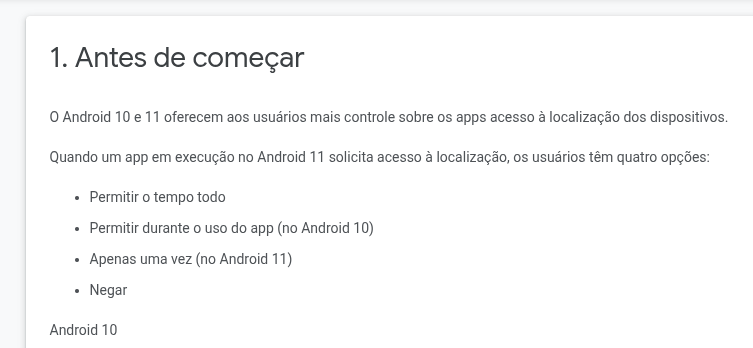 1. Antes de começar
O Android 10 e 11 oferecem aos usuários mais controle sobre os apps acesso à localização dos dispositivos.
Quando um app em execução no Android 11 solicita acesso à localização, os usuários têm quatro opções:
• Permitir o tempo todo
• Permitir durante o uso do app (no Android 10)
• Apenas uma vez (no Android 11)
• Negar
Android 10